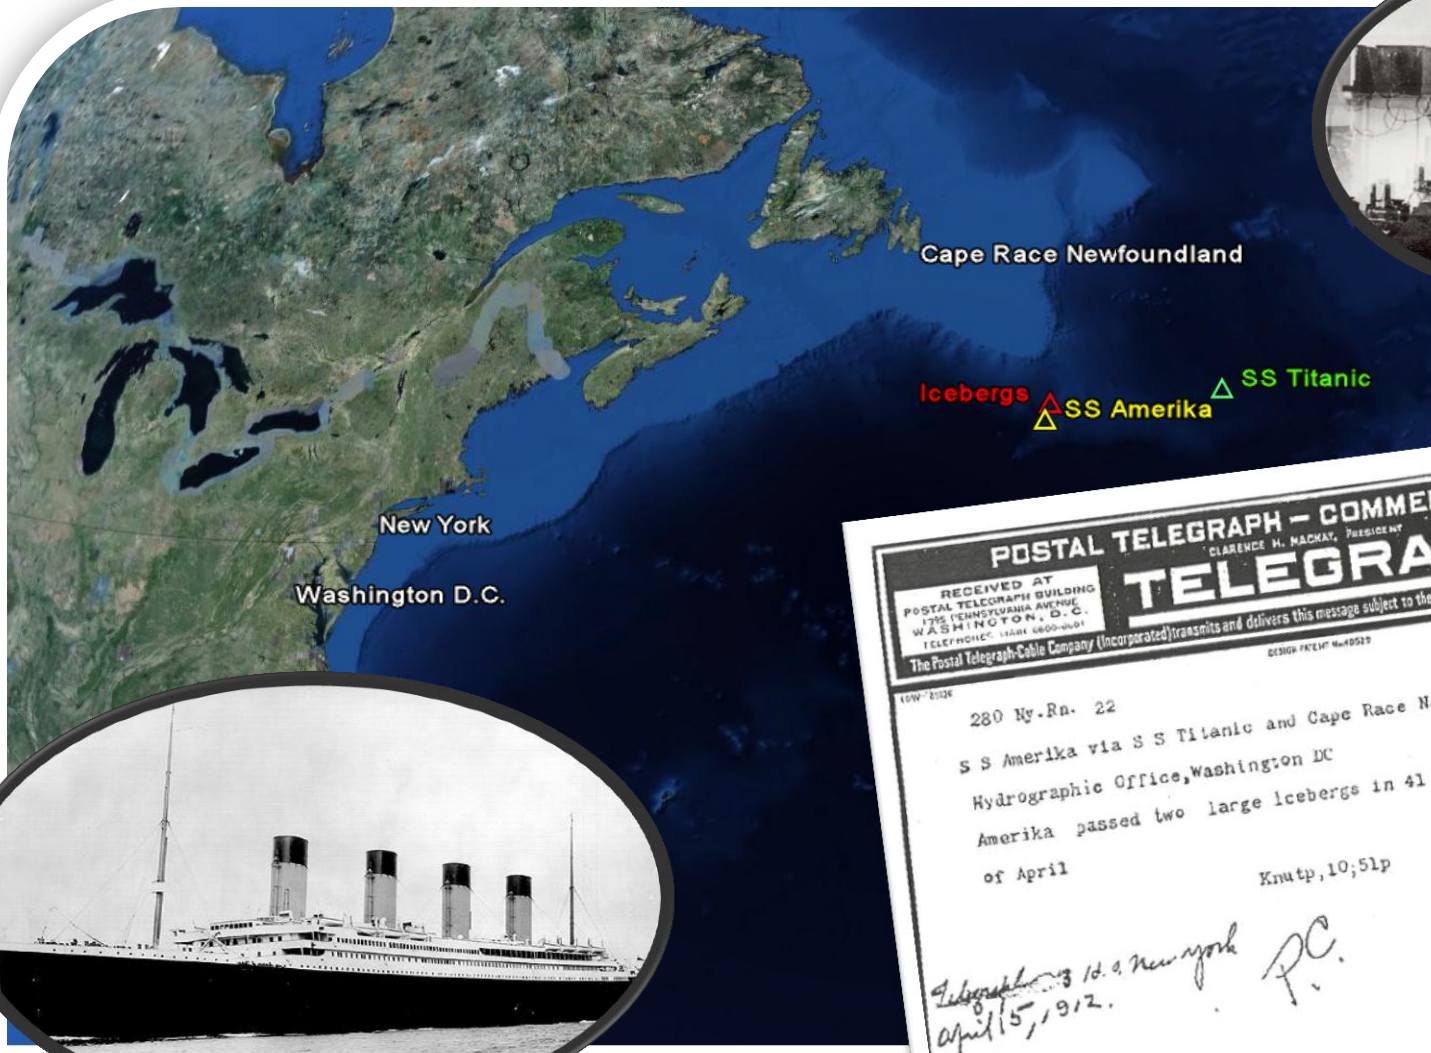 Cape Race Newfoundland
SS Titanic
Icebergs
SS Amerika
New York
Washington D.C.
POSTAL TELEGRAPH — COMME
CLARENCE H. MACKAY, PRESIDENT
RECEIVED AT
POSTAL TELEGRAPH BUILDING
PENNSYLVANIA AVENUE
WASHINGTON, D. C.
TELEGRA
The Postal Telegraph-Cable Company (Incorporated) transmits and delivers this message subject to the
280 Ny.Rn. 22
S S Amerika via S S Titanic and Cape Race N
Hydrographic Office,Washington DC
Amerika passed two large icebergs in 41
of April
Knutp,10;51p
H.O. New York
P.C.
April 15, 1912.